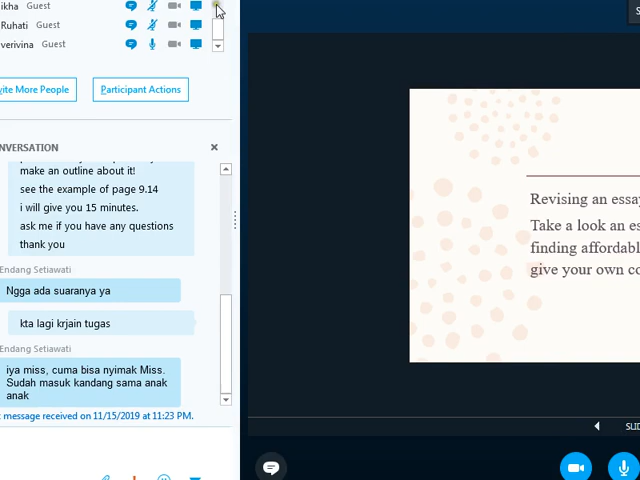 ikha Guest
Ruhati Guest
verivina Guest
vite More People
Participant Actions
NVERSATION
make an outline about it!
see the example of page 9.14
i will give you 15 minutes.
ask me if you have any questions
thank you
Endang Setiawati
Ngga ada suaranya ya
kta lagi krjain tugas
Endang Setiawati
iya miss, cuma bisa nyimak Miss.
Sudah masuk kandang sama anak
anak
message received on 11/15/2019 at 11:23 PM.
Revising an essa
Take a look an es
finding affordabl
give your own co
SLID